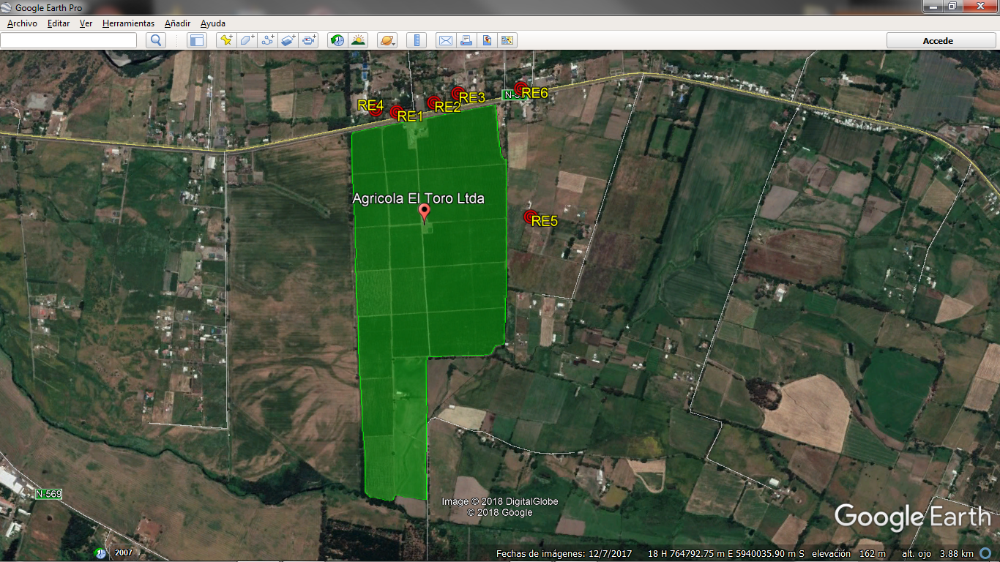 Google Earth Pro
Archivo Editar Ver Herramientas Añadir Ayuda
Accede
RE4
RE1
RE2
RE3
RE6
Agricola El Toro Ltda
RE5
N-569
Image © 2018 DigitalGlobe
© 2018 Google
Google Earth
2007
Fechas de imágenes: 12/7/2017 18 H 764792.75 m E 5940035.90 m S elevación 162 m alt. ojo 3.88 km